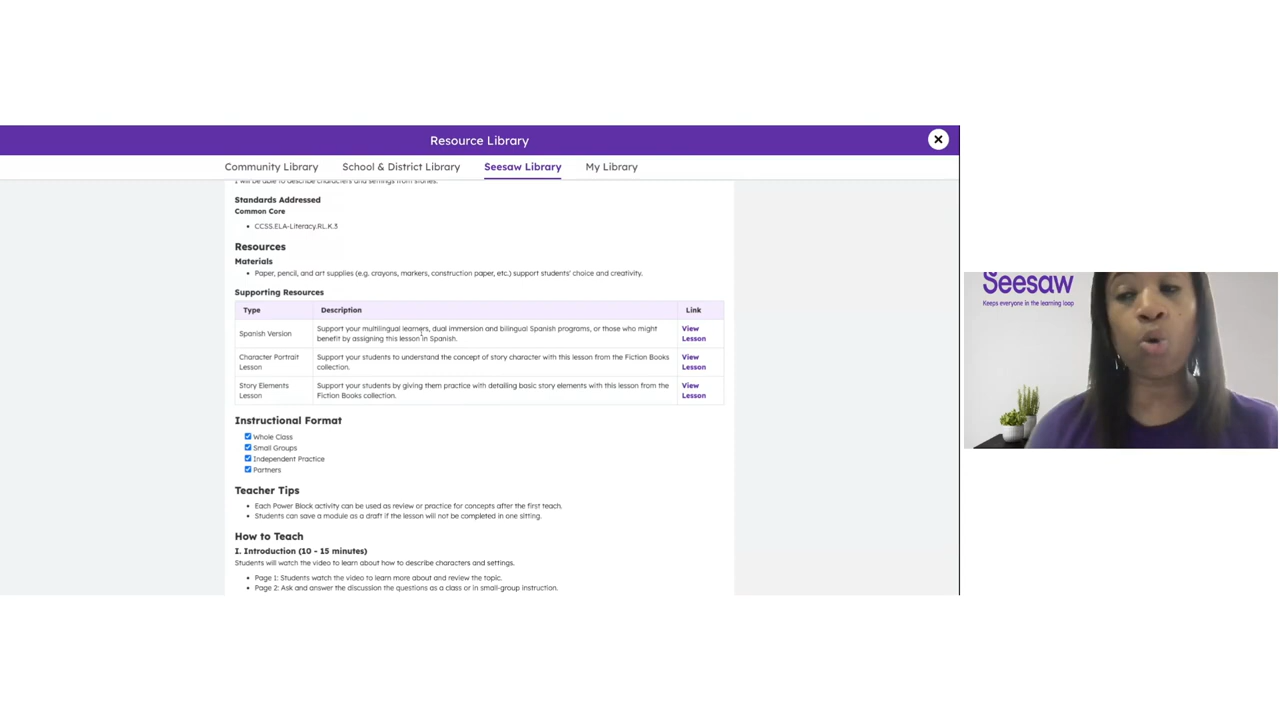 Resource Library
Community Library School & District Library Seesaw Library My Library
I will be able to describe characters and settings from stories.
Standards Addressed
Common Core
• CCSS.ELA-Literacy.RL.K.3
Resources
Materials
• Paper, pencil, and art supplies (e.g. crayons, markers, construction paper, etc.) support students' choice and creativity.
Supporting Resources
Type Description Link
Spanish Version
Support your multilingual learners, dual immersion and bilingual Spanish programs, or those who might
benefit by assigning this lesson in Spanish.
View
Lesson
Character Portrait
Lesson
Support your students to understand the concept of story character with this lesson from the Fiction Books
collection.
View
Lesson
Story Elements
Lesson
Support your students by giving them practice with detailing basic story elements with this lesson from the
Fiction Books collection.
View
Lesson
Instructional Format
Whole Class
Small Groups
Independent Practice
Partners
Teacher Tips
• Each Power Block activity can be used as review or practice for concepts after the first teach.
• Students can save a module as a draft if the lesson will not be completed in one sitting.
How to Teach
I. Introduction (10 - 15 minutes)
Students will watch the video to learn about how to describe characters and settings.
• Page 1: Students watch the video to learn more about and review the topic.
• Page 2: Ask and answer the discussion the questions as a class or in small-group instruction.
Seesaw
Keeps everyone in the learning loop